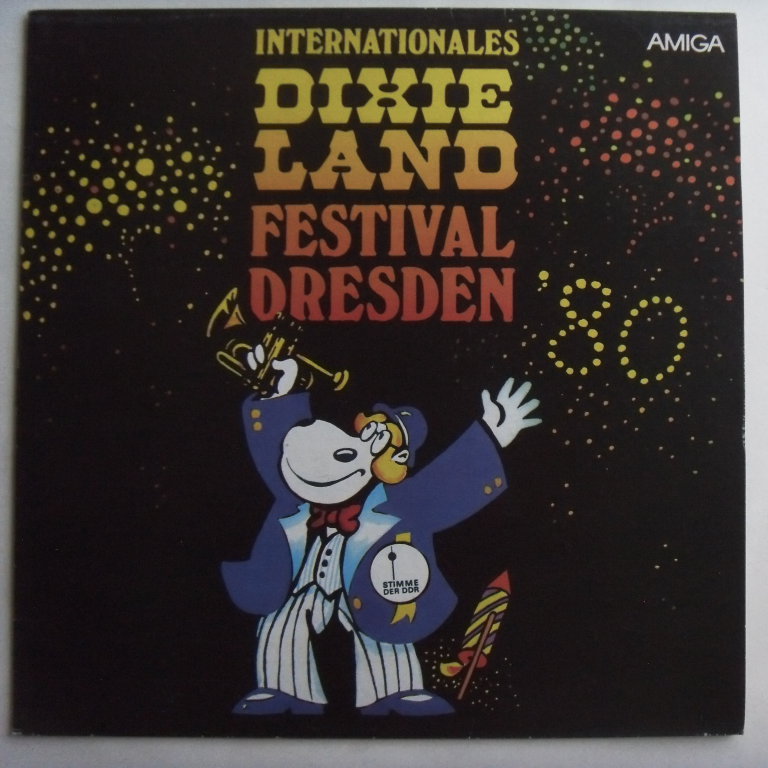 INTERNATIONALES
AMIGA
DIXIE
LAND
FESTIVAL
DRESDEN
'80
STIMME
DER DDR